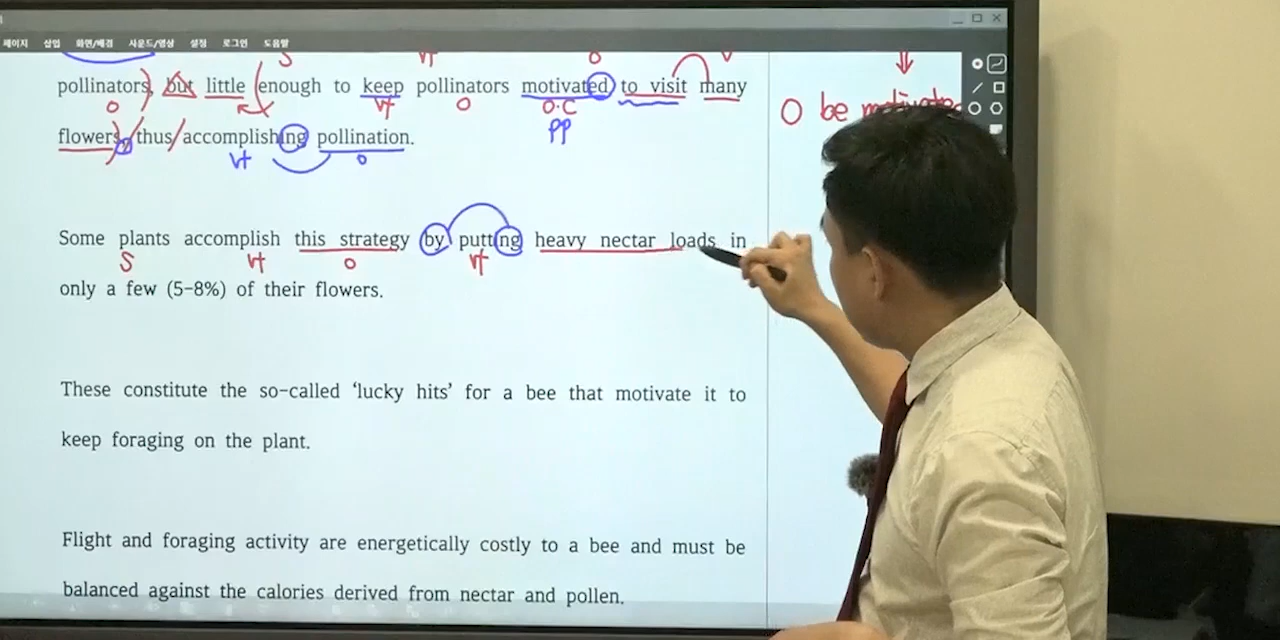 페이지 삽입 화면/배경 사운드/영상 설정 로그인 도움말
S vt O V
pollinators, but little enough to keep pollinators motivated to visit many
O vt O O·C
pp
O be motivated
flowers, thus accomplishing pollination.
vt O
Some plants accomplish this strategy by putting heavy nectar loads in
S vt O vt
only a few (5-8%) of their flowers.
These constitute the so-called ‘lucky hits’ for a bee that motivate it to
keep foraging on the plant.
Flight and foraging activity are energetically costly to a bee and must be
balanced against the calories derived from nectar and pollen.